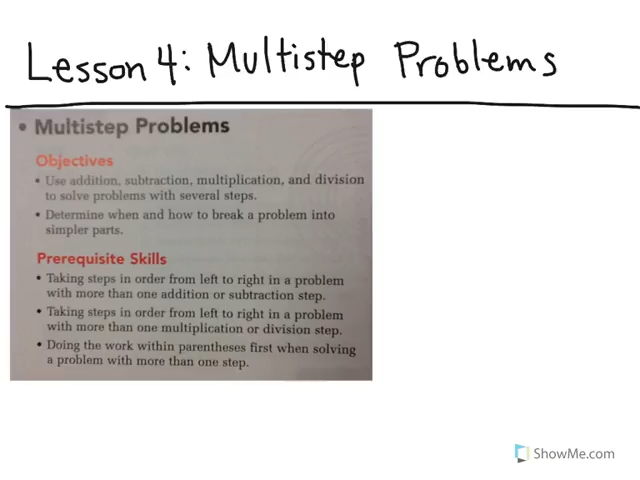 Lesson 4: Multistep Problems
• Multistep Problems
Objectives
• Use addition, subtraction, multiplication, and division
to solve problems with several steps.
• Determine when and how to break a problem into
simpler parts.
Prerequisite Skills
• Taking steps in order from left to right in a problem
with more than one addition or subtraction step.
• Taking steps in order from left to right in a problem
with more than one multiplication or division step.
• Doing the work within parentheses first when solving
a problem with more than one step.
ShowMe.com